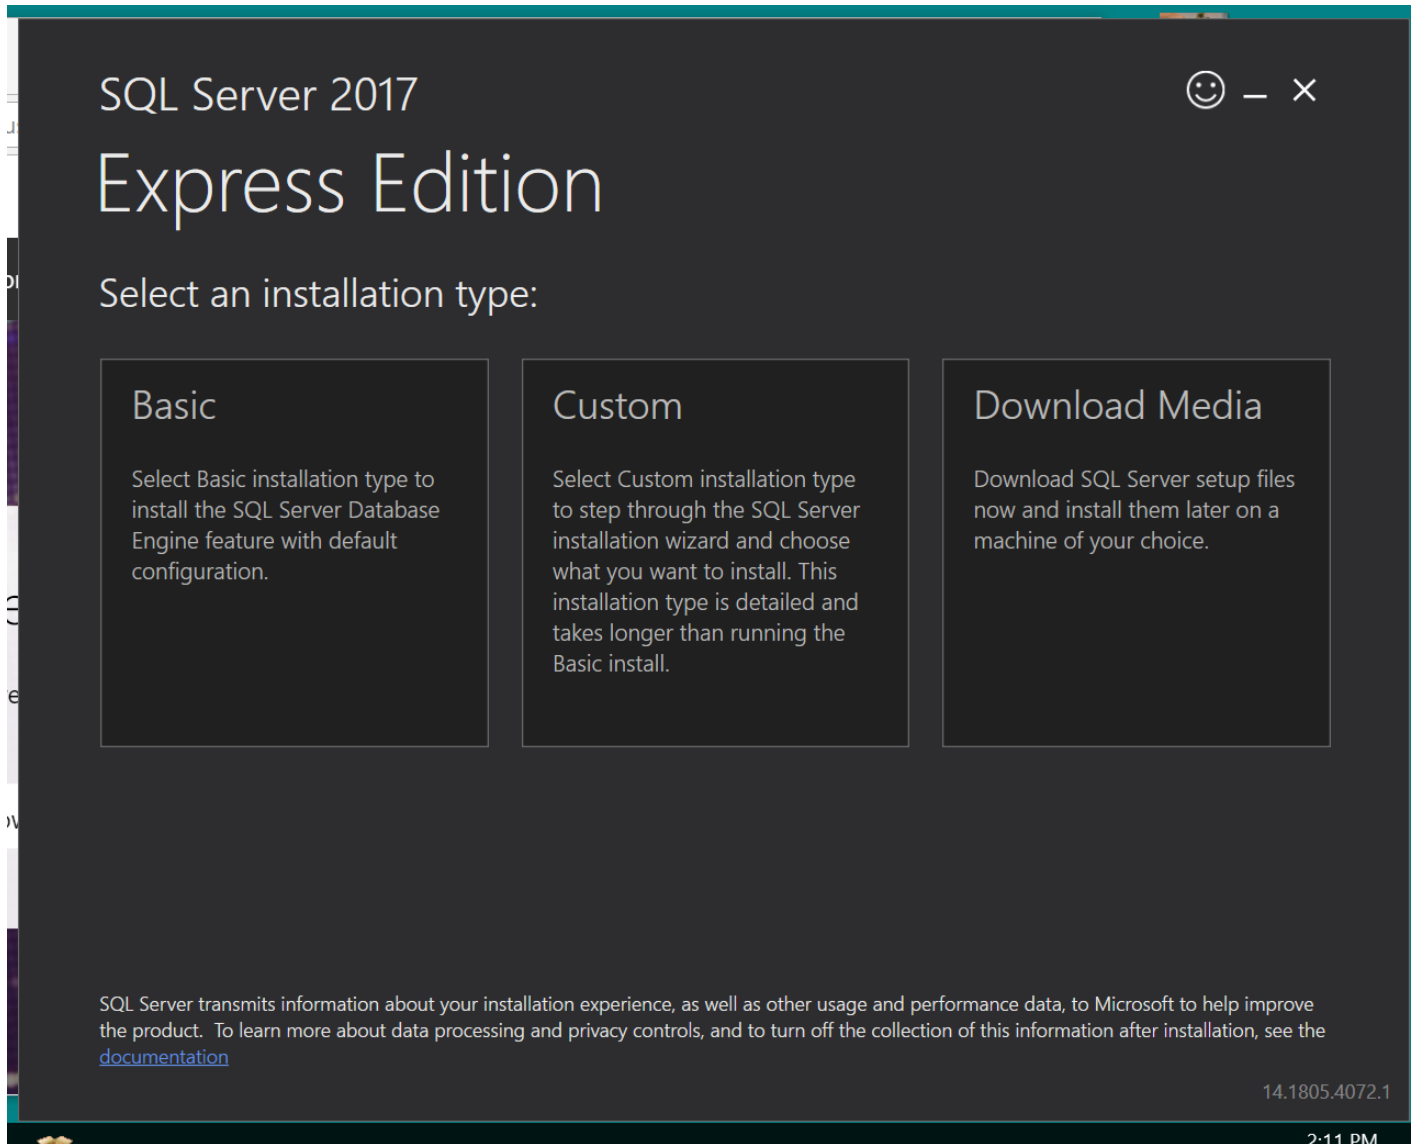 SQL Server 2017
Express Edition
Select an installation type:
Basic
Select Basic installation type to
install the SQL Server Database
Engine feature with default
configuration.
Custom
Select Custom installation type
to step through the SQL Server
installation wizard and choose
what you want to install. This
installation type is detailed and
takes longer than running the
Basic install.
Download Media
Download SQL Server setup files
now and install them later on a
machine of your choice.
SQL Server transmits information about your installation experience, as well as other usage and performance data, to Microsoft to help improve
the product.  To learn more about data processing and privacy controls, and to turn off the collection of this information after installation, see the
documentation
14.1805.4072.1
2:11 PM